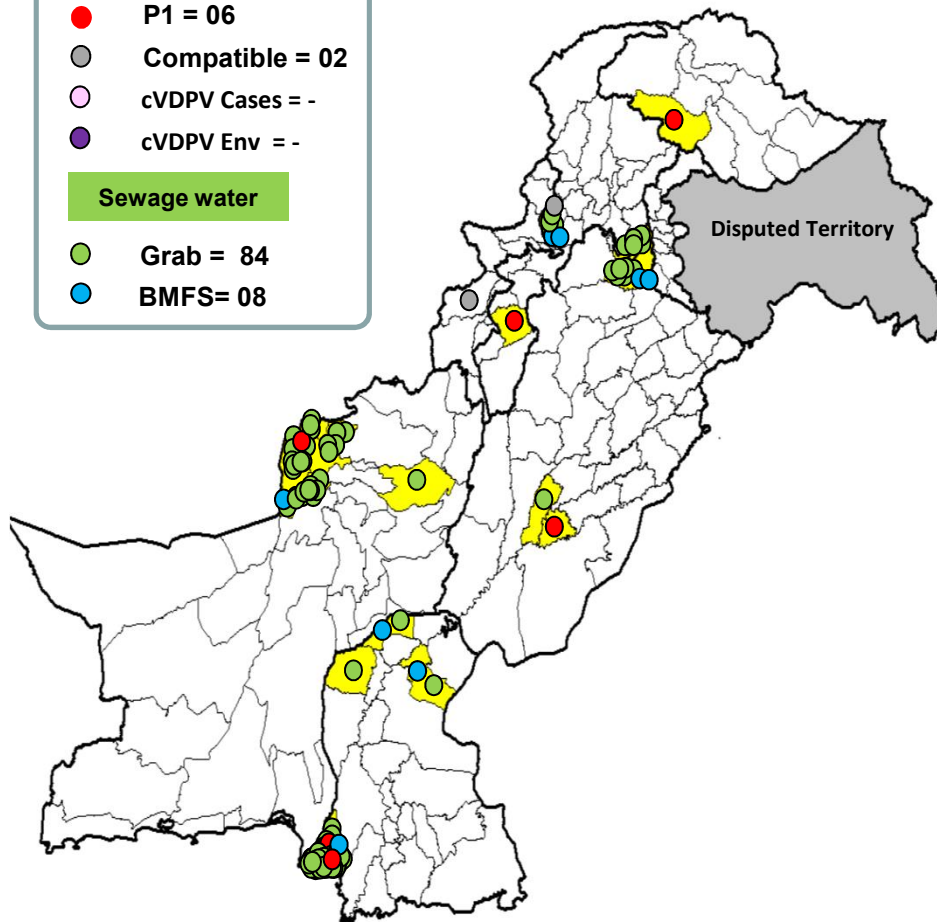 P1 = 06
Compatible = 02
cVDPV Cases = -
cVDPV Env = -
Sewage water
Grab = 84
BMFS= 08
Disputed Territory